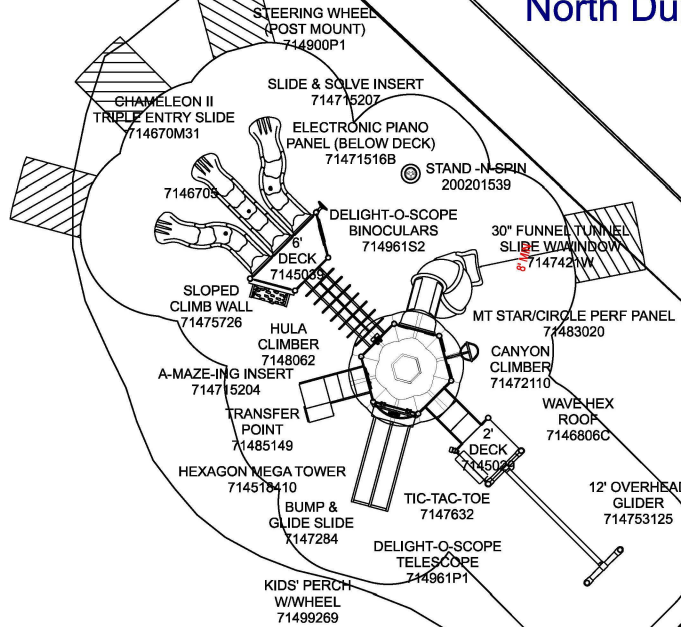 North Du
STEERING WHEEL
(POST MOUNT)
714900P1
SLIDE & SOLVE INSERT
714715207
CHAMELEON II
TRIPLE ENTRY SLIDE
714670M31
ELECTRONIC PIANO
PANEL (BELOW DECK)
71471516B
STAND -N-SPIN
200201539
7146705
DELIGHT-O-SCOPE
BINOCULARS
714961S2
30" FUNNEL TUNNEL
SLIDE W/WINDOW
7147421W
6'
DECK
7145039
SLOPED
CLIMB WALL
71475726
MT STAR/CIRCLE PERF PANEL
71483020
HULA
CLIMBER
7148062
CANYON
CLIMBER
71472110
A-MAZE-ING INSERT
714715204
TRANSFER
POINT
71485149
WAVE HEX
ROOF
7146806C
2'
DECK
HEXAGON MEGA TOWER
714518410
12' OVERHEAD
GLIDER
714753125
TIC-TAC-TOE
7147632
BUMP &
GLIDE SLIDE
7147284
DELIGHT-O-SCOPE
TELESCOPE
714961P1
KIDS' PERCH
W/WHEEL
71499269